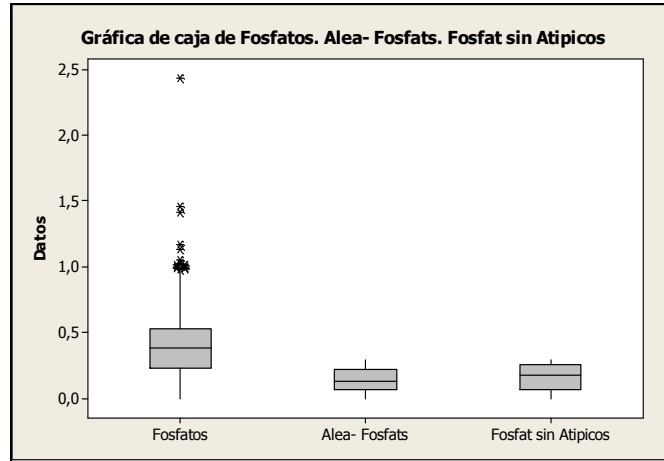 Gráfica de caja de Fosfatos. Alea- Fosfats. Fosfat sin Atipicos
2,5
2,0
1,5
1,0
0,5
0,0
Datos
Fosfatos
Alea- Fosfats
Fosfat sin Atipicos